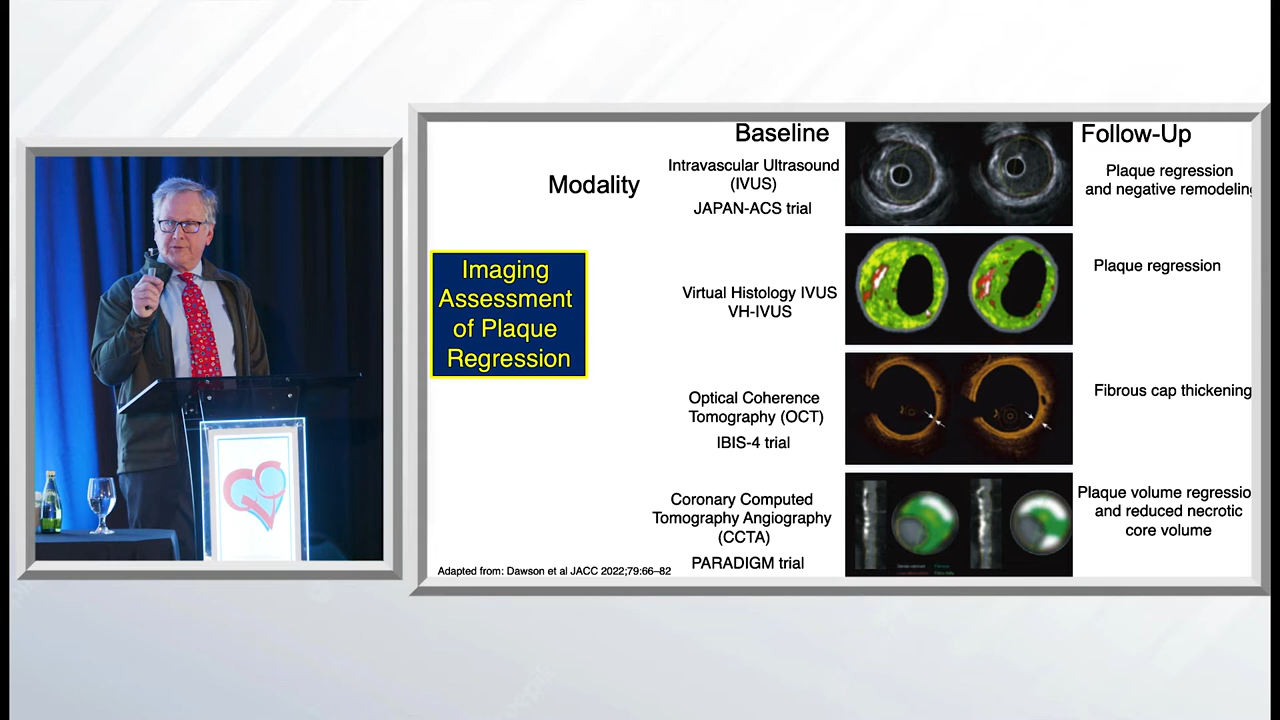 Baseline
Follow-Up
Modality
Intravascular Ultrasound
(IVUS)
JAPAN-ACS trial
Plaque regression
and negative remodeling
Imaging
Assessment
of Plaque
Regression
Virtual Histology IVUS
VH-IVUS
Plaque regression
Optical Coherence
Tomography (OCT)
IBIS-4 trial
Fibrous cap thickening
Coronary Computed
Tomography Angiography
(CCTA)
PARADIGM trial
Plaque volume regressio
and reduced necrotic
core volume
Adapted from: Dawson et al JACC 2022;79:66–82